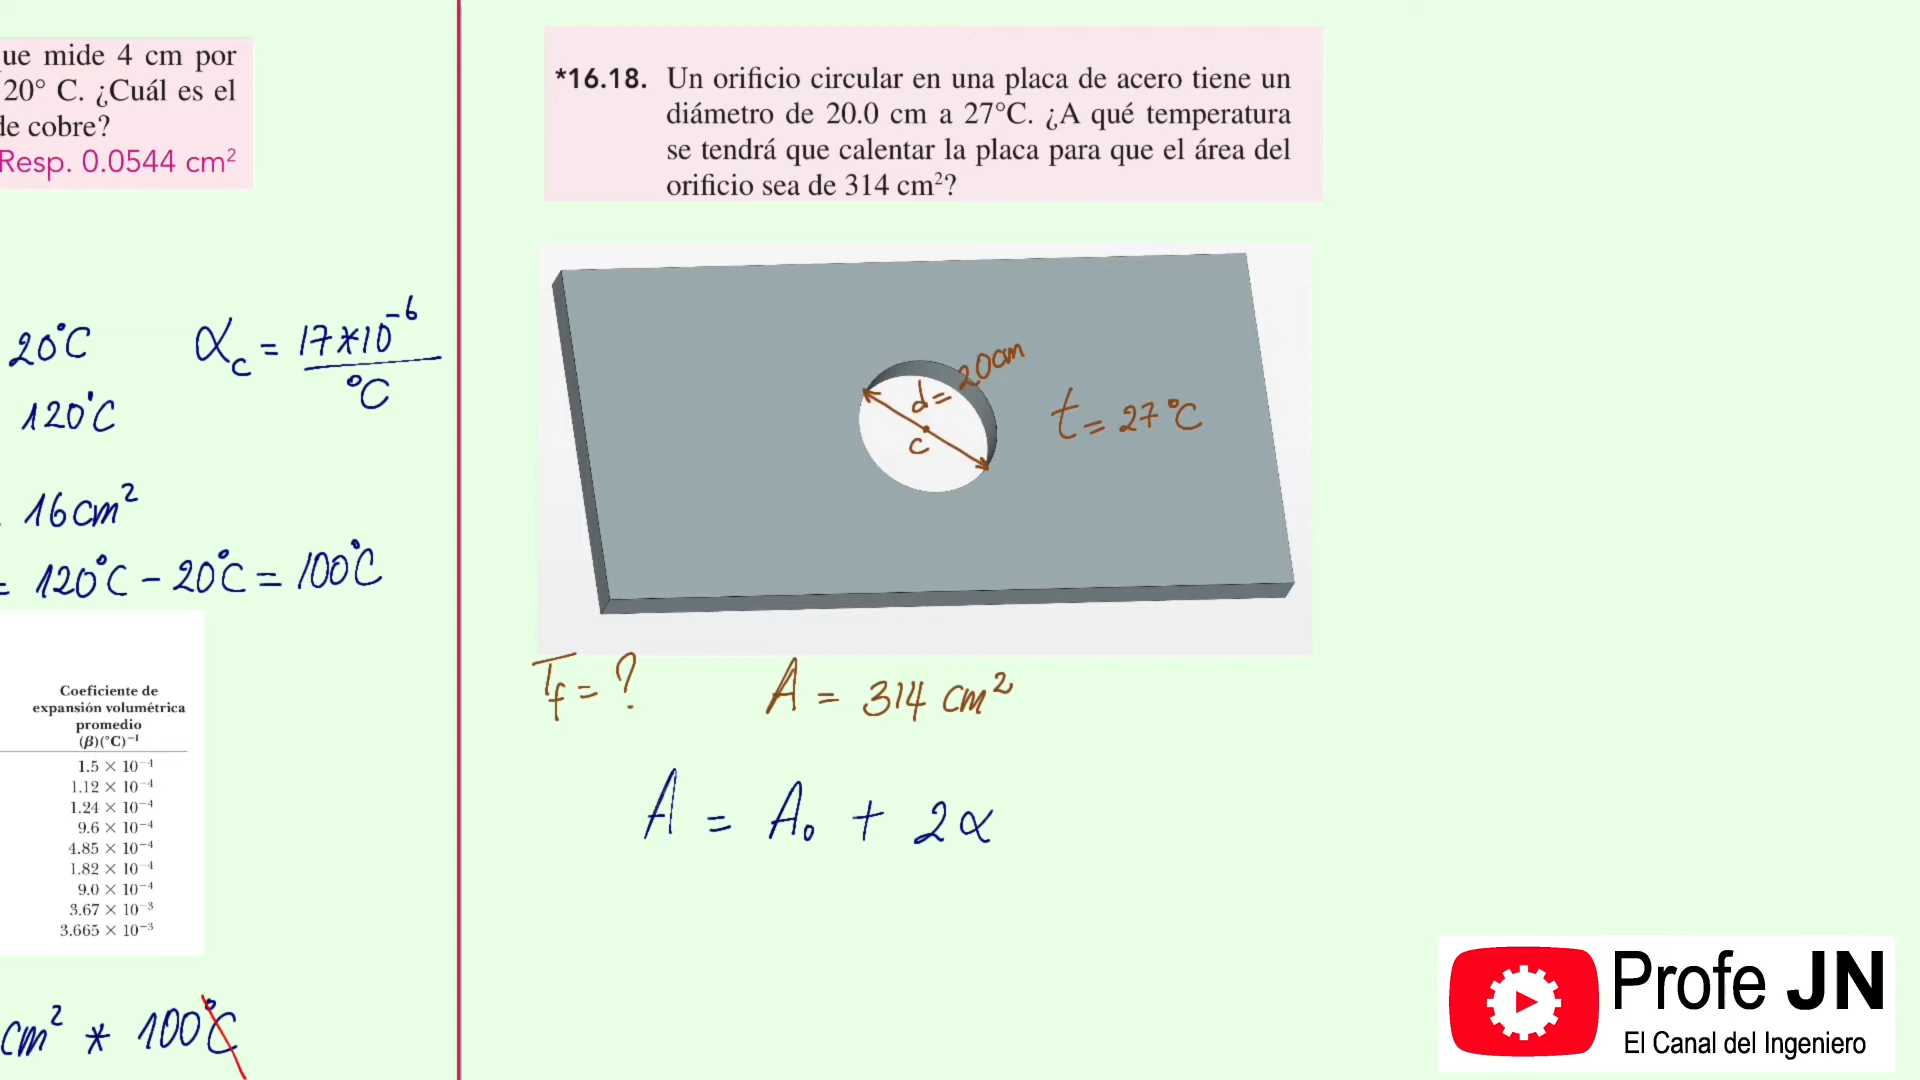 ue mide 4 cm por
20° C. ¿Cuál es el
de cobre?
Resp. 0.0544 cm²
20°C
α_c = 17*10⁻⁶
°C
120°C
16cm²
= 120°C - 20°C = 100°C
Coeficiente de
expansión volumétrica
promedio
(β)(°C)⁻¹
1.5 × 10⁻⁴
1.12 × 10⁻⁴
1.24 × 10⁻⁴
9.6 × 10⁻⁴
4.85 × 10⁻⁴
1.82 × 10⁻⁴
9.0 × 10⁻⁴
3.67 × 10⁻³
3.665 × 10⁻³
cm² * 100°C
*16.18. Un orificio circular en una placa de acero tiene un
diámetro de 20.0 cm a 27°C. ¿A qué temperatura
se tendrá que calentar la placa para que el área del
orificio sea de 314 cm²?
d = 20cm
c
t = 27°C
T_f = ? A = 314 cm²
A = A₀ + 2α
Profe JN
El Canal del Ingeniero